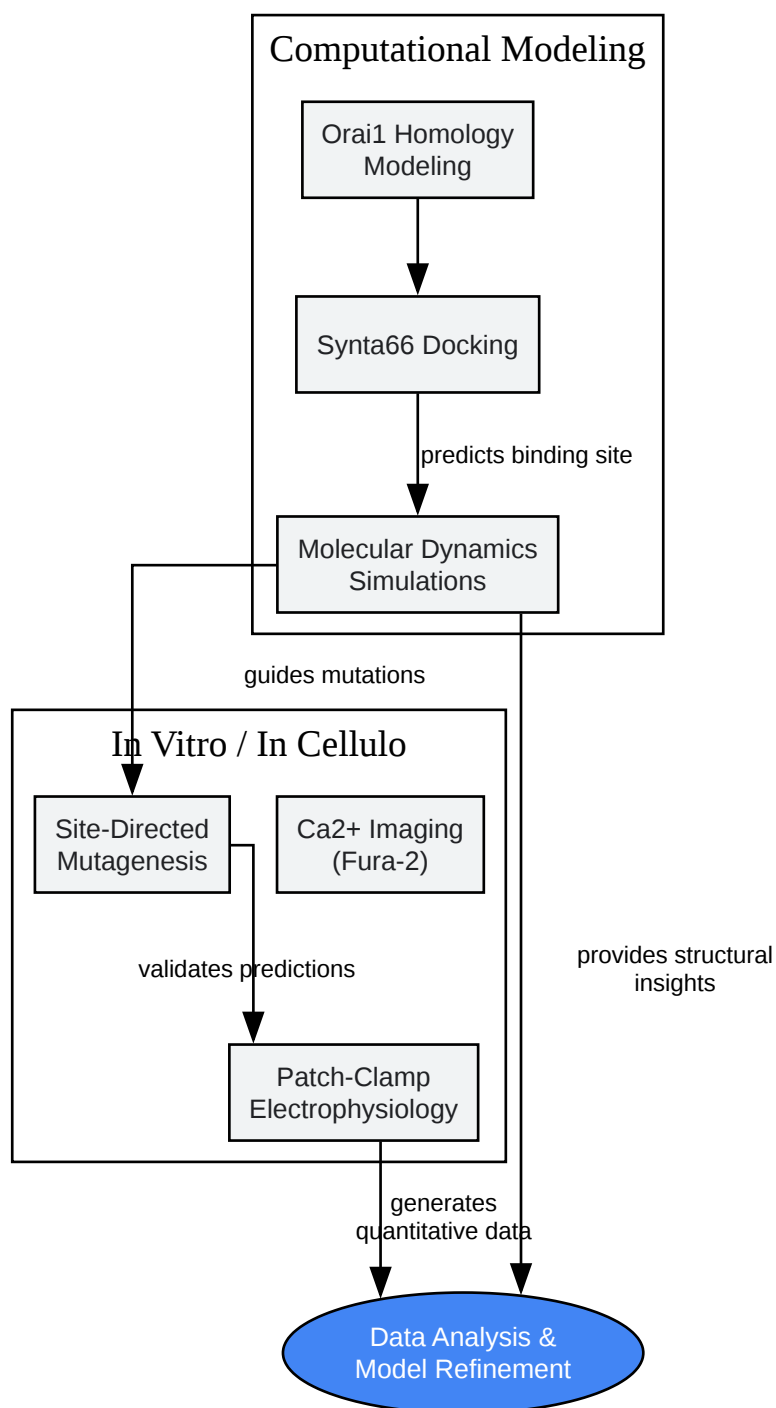 Computational Modeling
Orai1 Homology
Modeling
Synta66 Docking
predicts binding site
Molecular Dynamics
Simulations
guides mutations
In Vitro / In Cellulo
Site-Directed
Mutagenesis
Ca2+ Imaging
(Fura-2)
validates predictions
provides structural
insights
Patch-Clamp
Electrophysiology
generates
quantitative data
Data Analysis &
Model Refinement